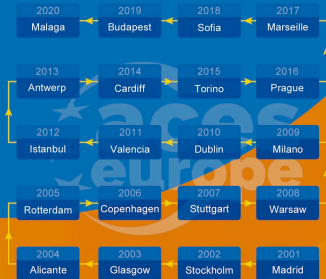 2020 2019 2018 2017
Malaga Budapest Sofia Marseille
2013 2014 2015 2016
Antwerp Cardiff Torino Prague
aces
europe
2012 2011 2010 2009
Istanbul Valencia Dublin Milano
2005 2006 2007 2008
Rotterdam Copenhagen Stuttgart Warsaw
2004 2003 2002 2001
Alicante Glasgow Stockholm Madrid